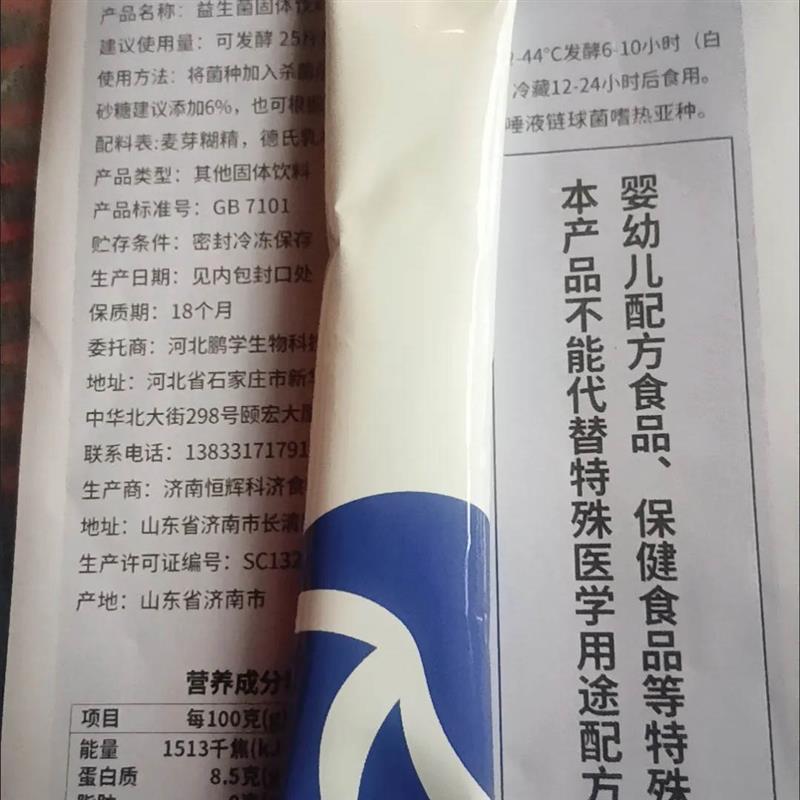 产品名称：益生菌固体饮
建议使用量：可发酵 25
使用方法：将菌种加入杀菌
-44°C发酵6-10小时（白
砂糖建议添加6%，也可根据
冷藏12-24小时后食用。
配料表:麦芽糊精，德氏乳
唾液链球菌嗜热亚种。
产品类型：其他固体饮料
产品标准号：GB 7101
贮存条件：密封冷冻保存
生产日期：见内包封口处
保质期：18个月
委托商：河北鹏学生物科技
地址：河北省石家庄市新华
中华北大街298号颐宏大厦
联系电话：13833171791
生产商：济南恒辉科济食
地址：山东省济南市长清
生产许可证编号：SC132
产地：山东省济南市
营养成分
项目 每100克(g)
能量 1513千焦(kJ
蛋白质 8.5克(g
脂肪 0克
本产品不能代替特殊医学用途配方
婴幼儿配方食品、保健食品等特殊